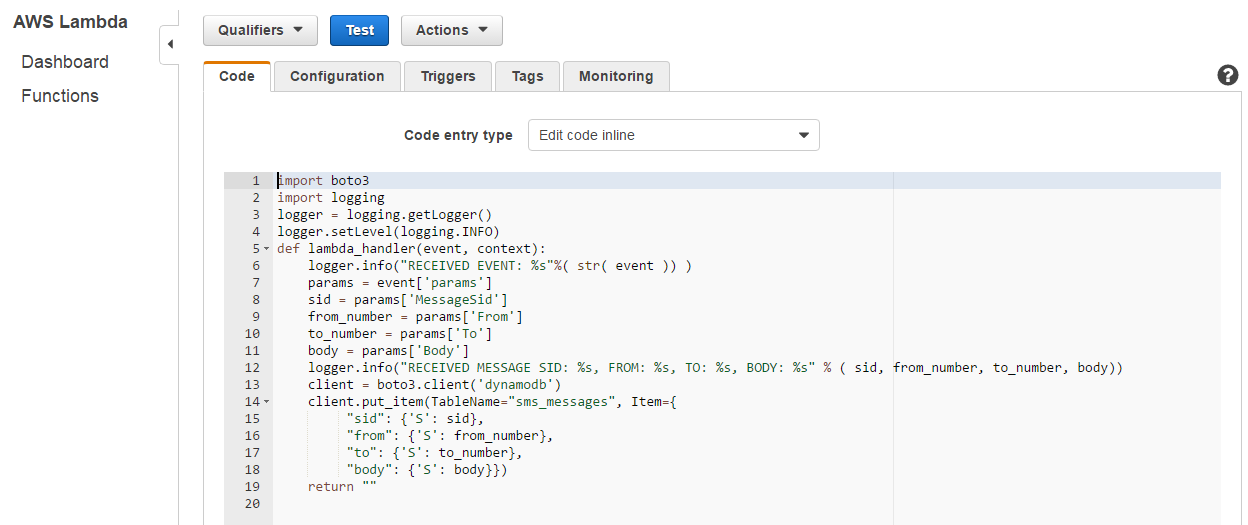 AWS Lambda
Dashboard
Functions
Qualifiers
Test
Actions
Code
Configuration
Triggers
Tags
Monitoring
?
Code entry type
Edit code inline
1 import boto3
2 import logging
3 logger = logging.getLogger()
4 logger.setLevel(logging.INFO)
5 def lambda_handler(event, context):
6     logger.info("RECEIVED EVENT: %s"%( str( event )) )
7     params = event['params']
8     sid = params['MessageSid']
9     from_number = params['From']
10     to_number = params['To']
11     body = params['Body']
12     logger.info("RECEIVED MESSAGE SID: %s, FROM: %s, TO: %s, BODY: %s" % ( sid, from_number, to_number, body))
13     client = boto3.client('dynamodb')
14     client.put_item(TableName="sms_messages", Item={
15          "sid": {'S': sid},
16          "from": {'S': from_number},
17          "to": {'S': to_number},
18          "body": {'S': body}})
19     return ""
20